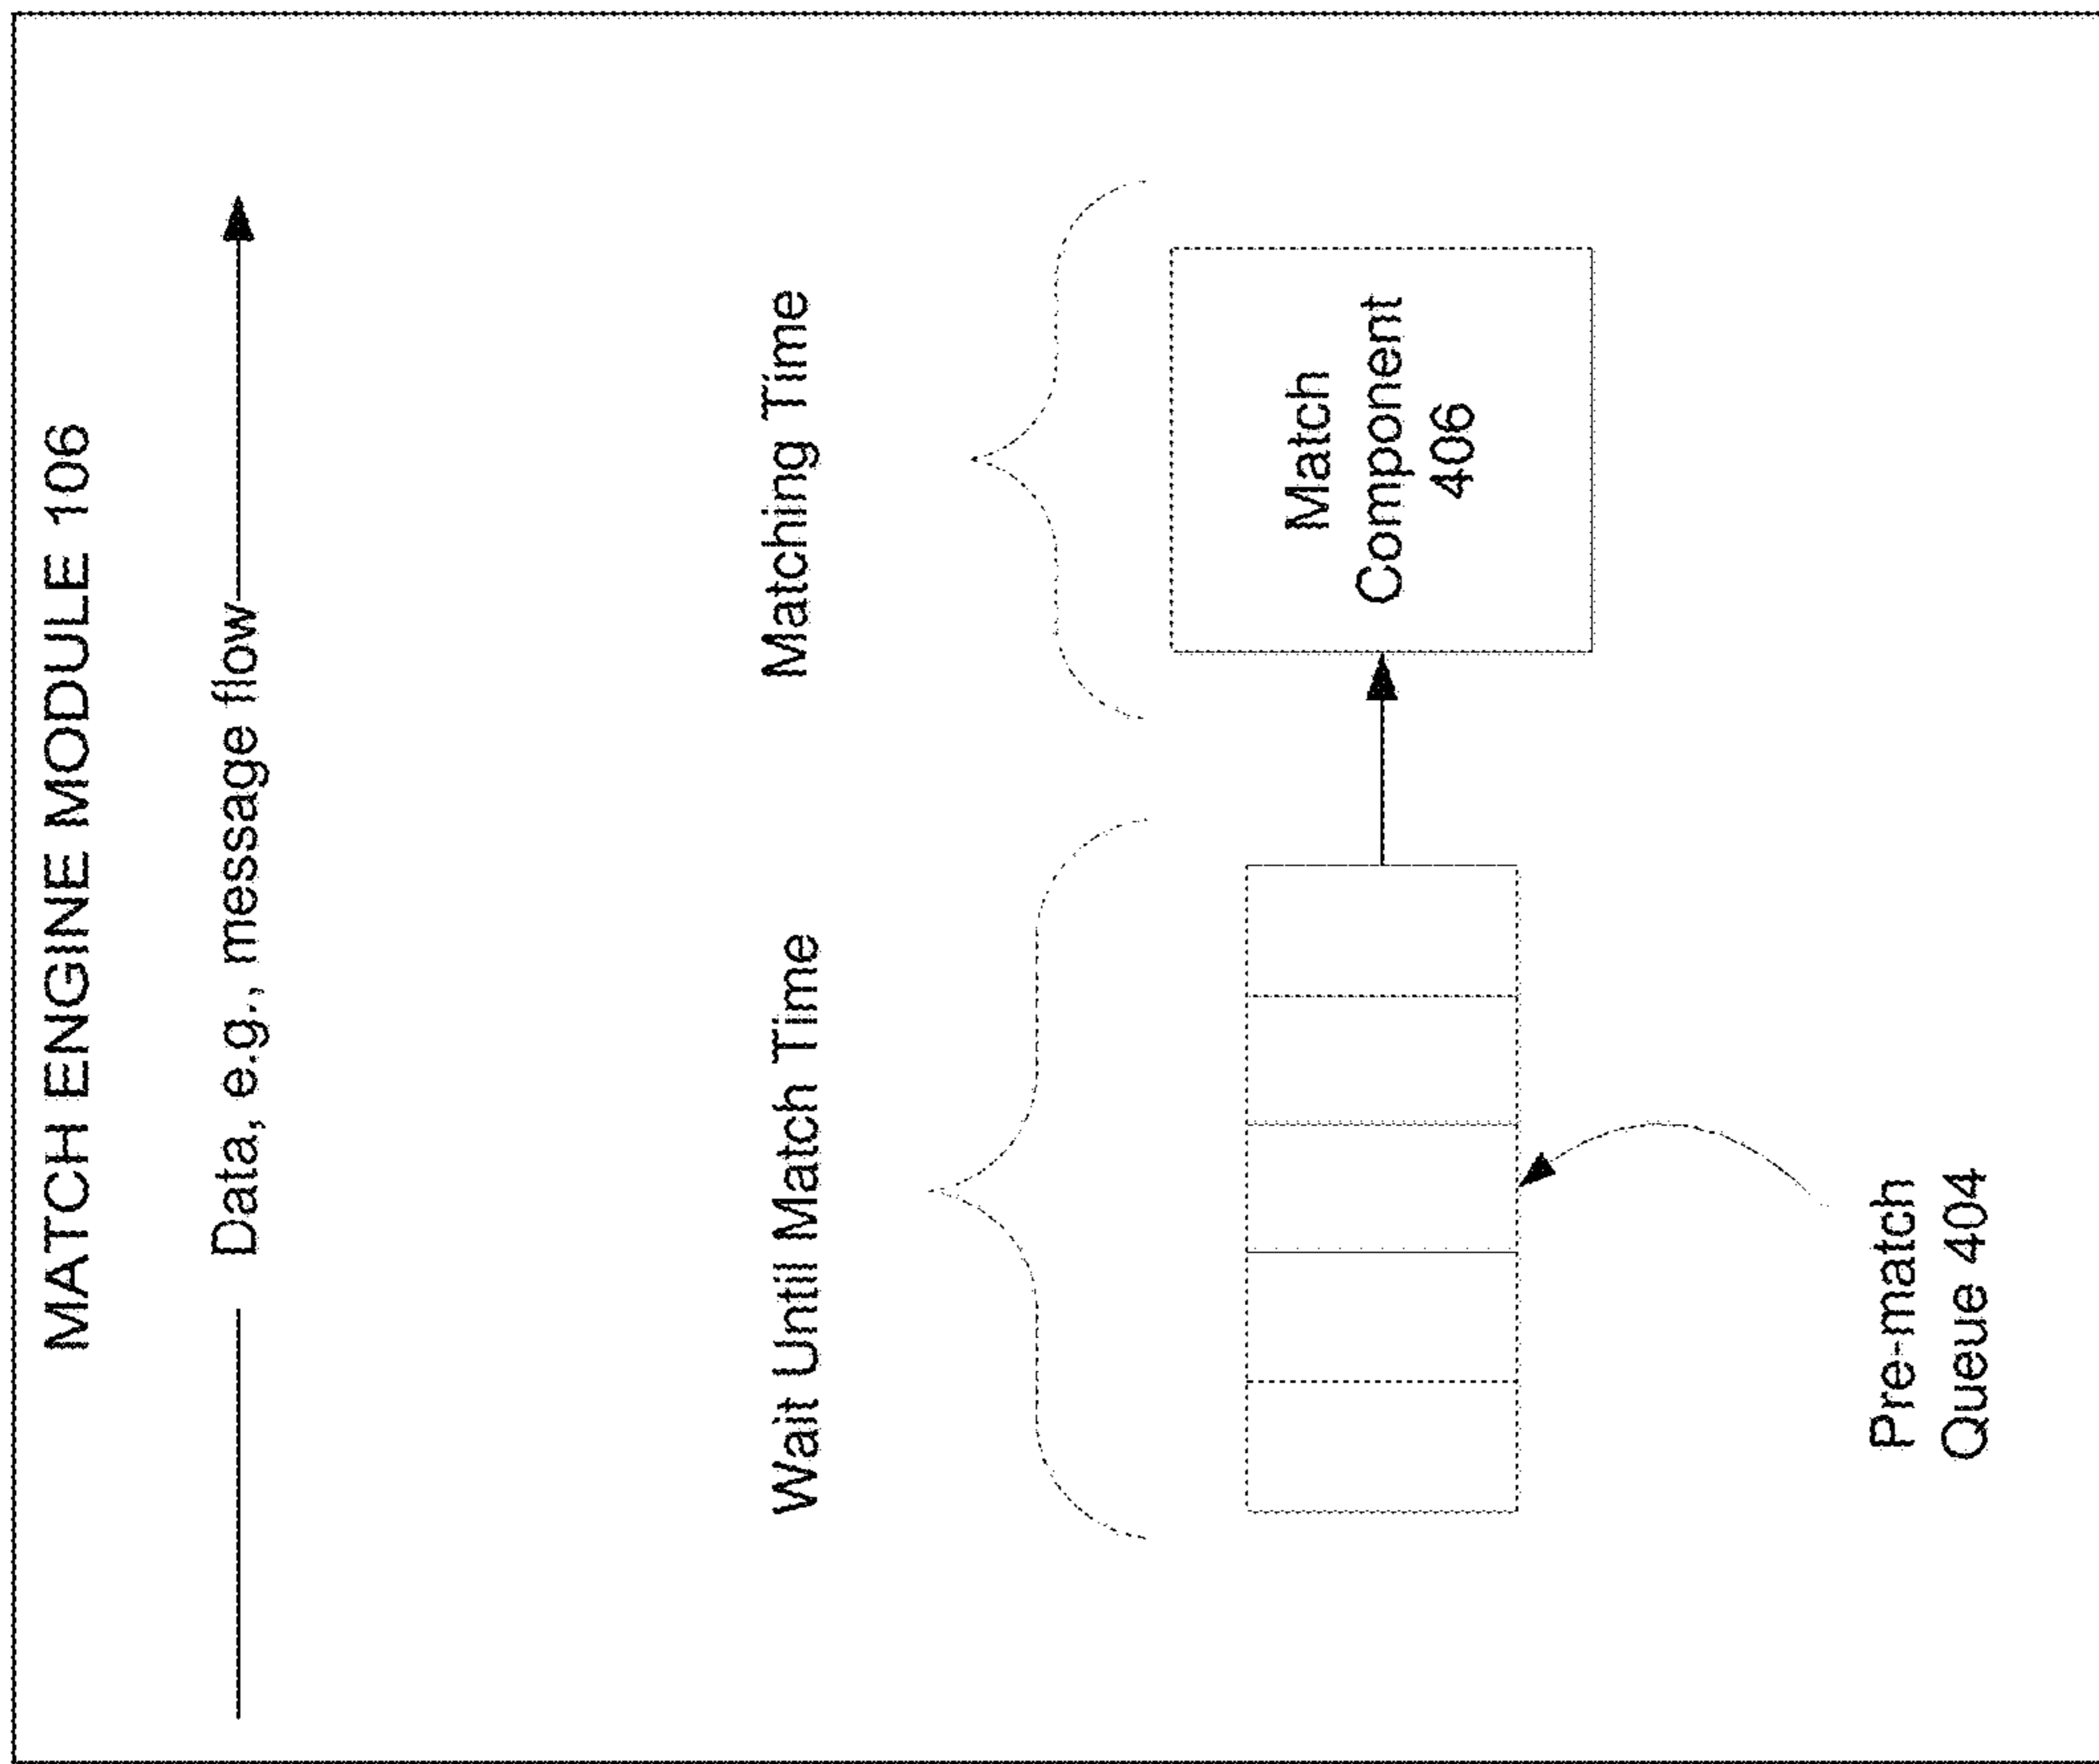 MATCH ENGINE MODULE 106
Data, e.g., message flow
Wait Until Match Time
Matching Time
Match
Component
406
Pre-match
Queue 404